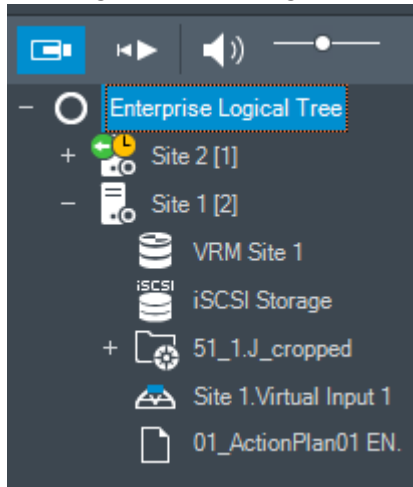 Enterprise Logical Tree
Site 2 [1]
Site 1 [2]
VRM Site 1
iSCSI
iSCSI Storage
51_1.J_cropped
Site 1.Virtual Input 1
01_ActionPlan01 EN.